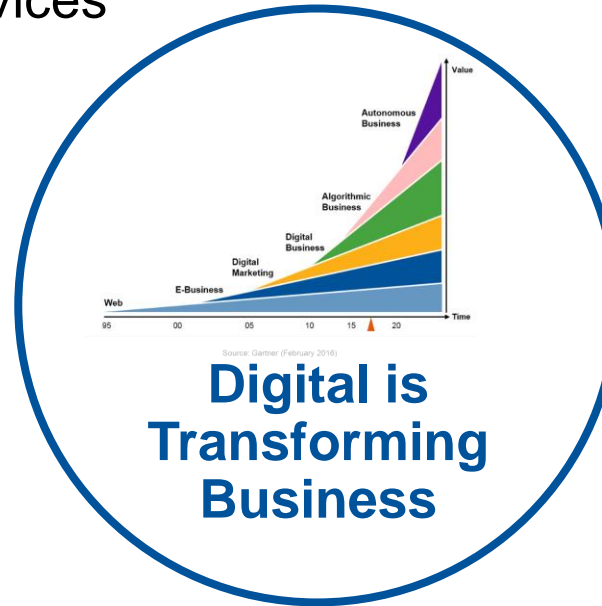 Value
Autonomous
Business
Algorithmic
Business
Digital
Business
Digital
Marketing
E-Business
Web
Time
95 00 05 10 15 20
Source: Gartner (February 2016)
Digital is
Transforming
Business